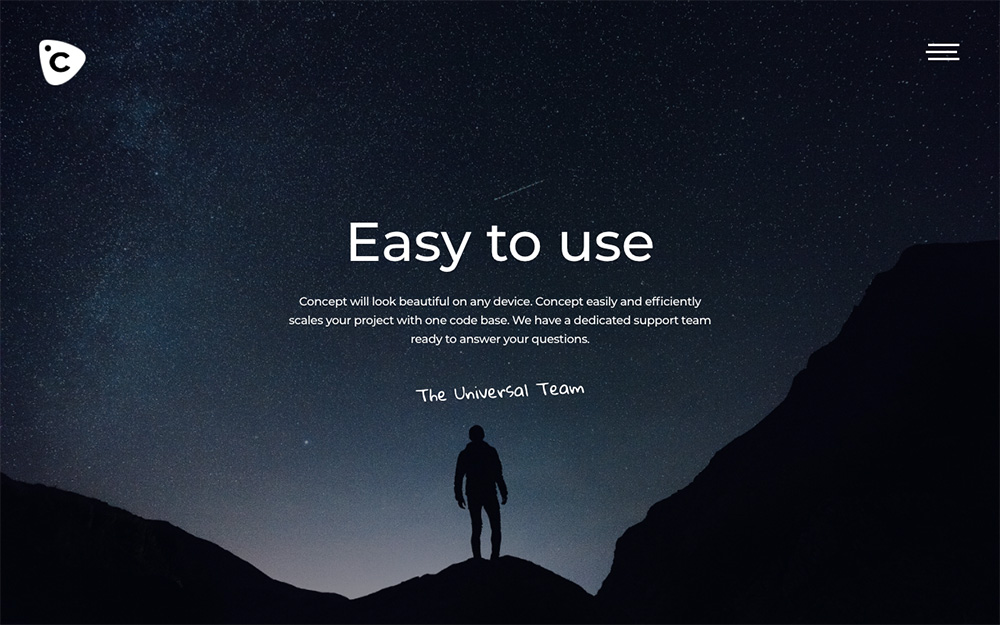 C
Easy to use
Concept will look beautiful on any device. Concept easily and efficiently
scales your project with one code base. We have a dedicated support team
ready to answer your questions.
The Universal Team